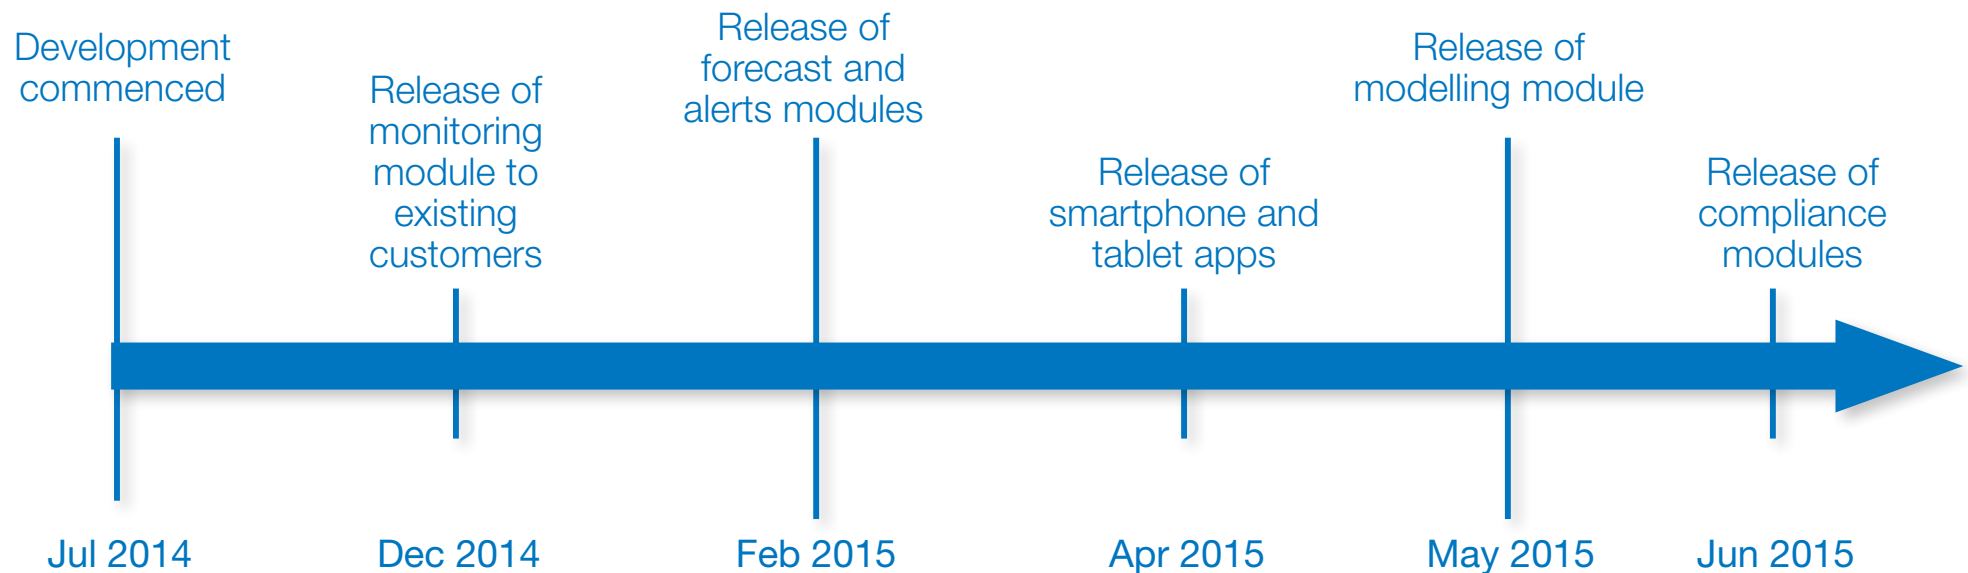 Development
commenced
Release of
monitoring
module to
existing
customers
Release of
forecast and
alerts modules
Release of
smartphone and
tablet apps
Release of
modelling module
Release of
compliance
modules
Jul 2014
Dec 2014
Feb 2015
Apr 2015
May 2015
Jun 2015